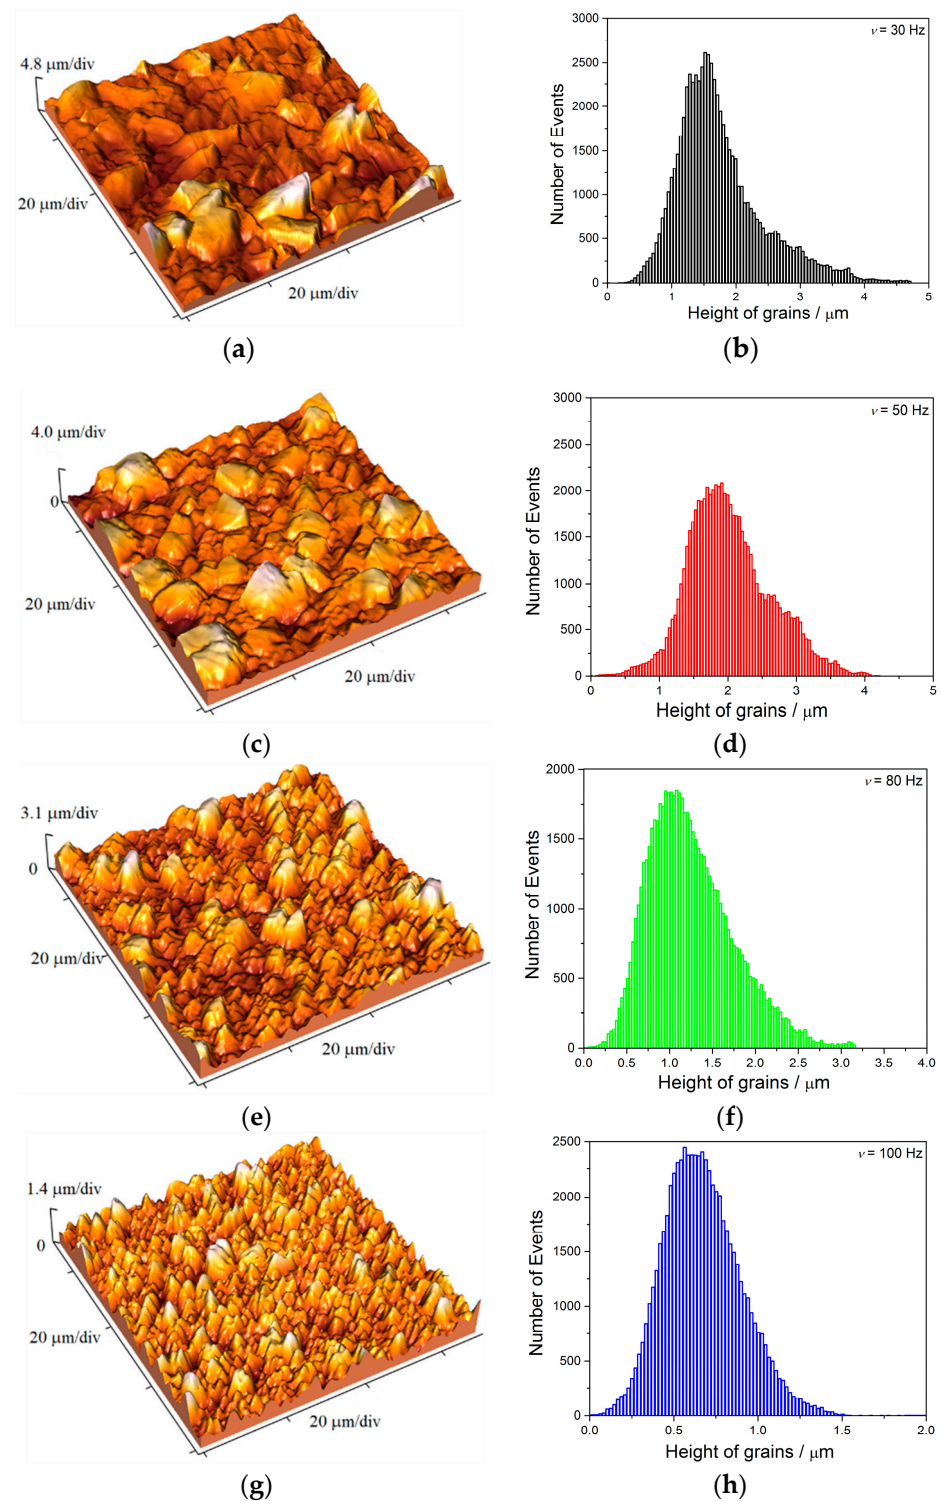 4.8 μm/div
0
20 μm/div
20 μm/div
(a)
ν = 30 Hz
Number of Events
3000
2500
2000
1500
1000
500
0
0 1 2 3 4 5
Height of grains / μm
(b)
4.0 μm/div
0
20 μm/div
20 μm/div
(c)
ν = 50 Hz
Number of Events
3000
2500
2000
1500
1000
500
0
0 1 2 3 4 5
Height of grains / μm
(d)
3.1 μm/div
0
20 μm/div
20 μm/div
(e)
ν = 80 Hz
Number of Events
2000
1500
1000
500
0
0.0 0.5 1.0 1.5 2.0 2.5 3.0 3.5 4.0
Height of grains / μm
(f)
1.4 μm/div
0
20 μm/div
20 μm/div
(g)
ν = 100 Hz
Number of Events
2500
2000
1500
1000
500
0
0.0 0.5 1.0 1.5 2.0
Height of grains / μm
(h)